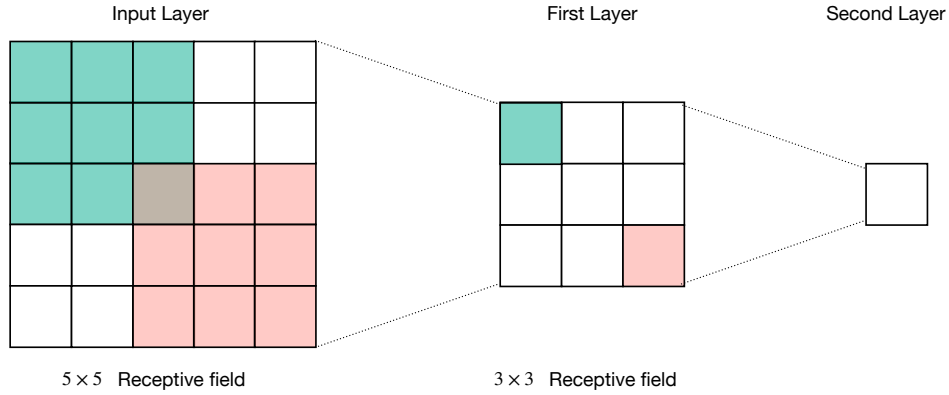 Input Layer
First Layer
Second Layer
5 × 5 Receptive field
3 × 3 Receptive field